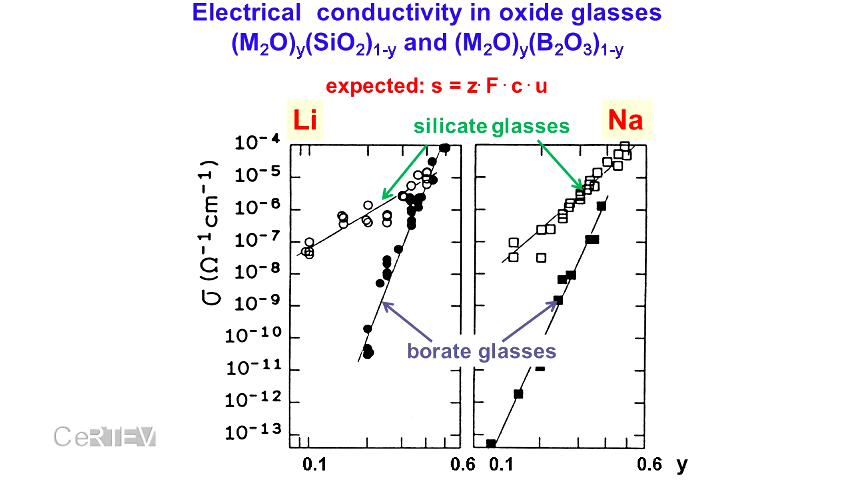 Electrical conductivity in oxide glasses
(M₂O)y(SiO₂)1-y and (M₂O)y(B₂O₃)1-y
expected: s = z· F · c · u
Li
silicate glasses
Na
10⁻⁴
10⁻⁵
10⁻⁶
10⁻⁷
10⁻⁸
10⁻⁹
10⁻¹⁰
10⁻¹¹
10⁻¹²
10⁻¹³
σ (Ω⁻¹cm⁻¹)
borate glasses
CeRTEV
0.1 0.6 0.1 0.6 y